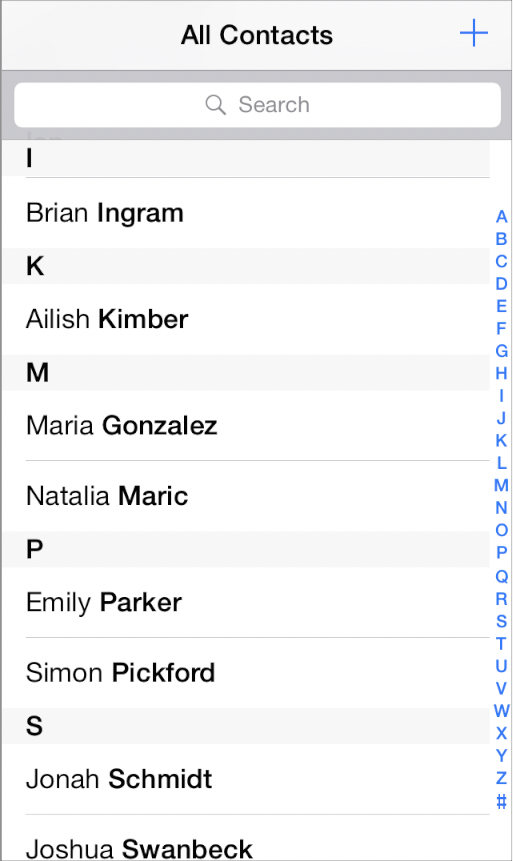 All Contacts
Search
I
Brian Ingram
K
Ailish Kimber
M
Maria Gonzalez
Natalia Maric
P
Emily Parker
Simon Pickford
S
Jonah Schmidt
Joshua Swanbeck
A
B
C
D
E
F
G
H
I
J
K
L
M
N
O
P
Q
R
S
T
U
V
W
X
Y
Z
#